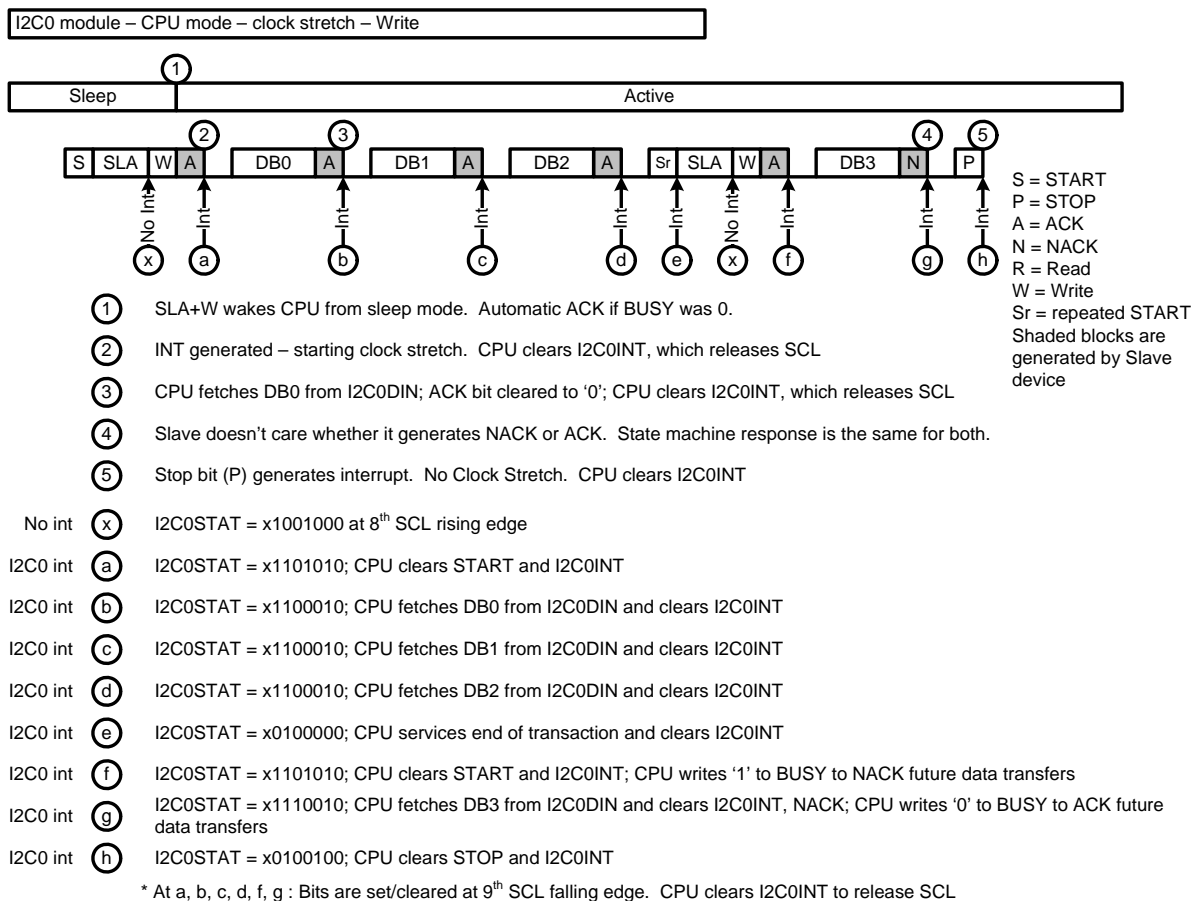 I2C0 module – CPU mode – clock stretch – Write
1
Sleep Active
2 3 4 5
S SLA W A DB0 A DB1 A DB2 A Sr SLA W A DB3 N P
No Int Int Int Int Int Int No Int Int Int Int
x a b c d e x f g h
S = START
P = STOP
A = ACK
N = NACK
R = Read
W = Write
Sr = repeated START
Shaded blocks are
generated by Slave
device
1 SLA+W wakes CPU from sleep mode. Automatic ACK if BUSY was 0.
2 INT generated – starting clock stretch. CPU clears I2C0INT, which releases SCL
3 CPU fetches DB0 from I2C0DIN; ACK bit cleared to ‘0’; CPU clears I2C0INT, which releases SCL
4 Slave doesn’t care whether it generates NACK or ACK. State machine response is the same for both.
5 Stop bit (P) generates interrupt. No Clock Stretch. CPU clears I2C0INT
No int x I2C0STAT = x1001000 at 8th SCL rising edge
I2C0 int a I2C0STAT = x1101010; CPU clears START and I2C0INT
I2C0 int b I2C0STAT = x1100010; CPU fetches DB0 from I2C0DIN and clears I2C0INT
I2C0 int c I2C0STAT = x1100010; CPU fetches DB1 from I2C0DIN and clears I2C0INT
I2C0 int d I2C0STAT = x1100010; CPU fetches DB2 from I2C0DIN and clears I2C0INT
I2C0 int e I2C0STAT = x0100000; CPU services end of transaction and clears I2C0INT
I2C0 int f I2C0STAT = x1101010; CPU clears START and I2C0INT; CPU writes ‘1’ to BUSY to NACK future data transfers
I2C0 int g I2C0STAT = x1110010; CPU fetches DB3 from I2C0DIN and clears I2C0INT, NACK; CPU writes ‘0’ to BUSY to ACK future
data transfers
I2C0 int h I2C0STAT = x0100100; CPU clears STOP and I2C0INT
* At a, b, c, d, f, g : Bits are set/cleared at 9th SCL falling edge. CPU clears I2C0INT to release SCL